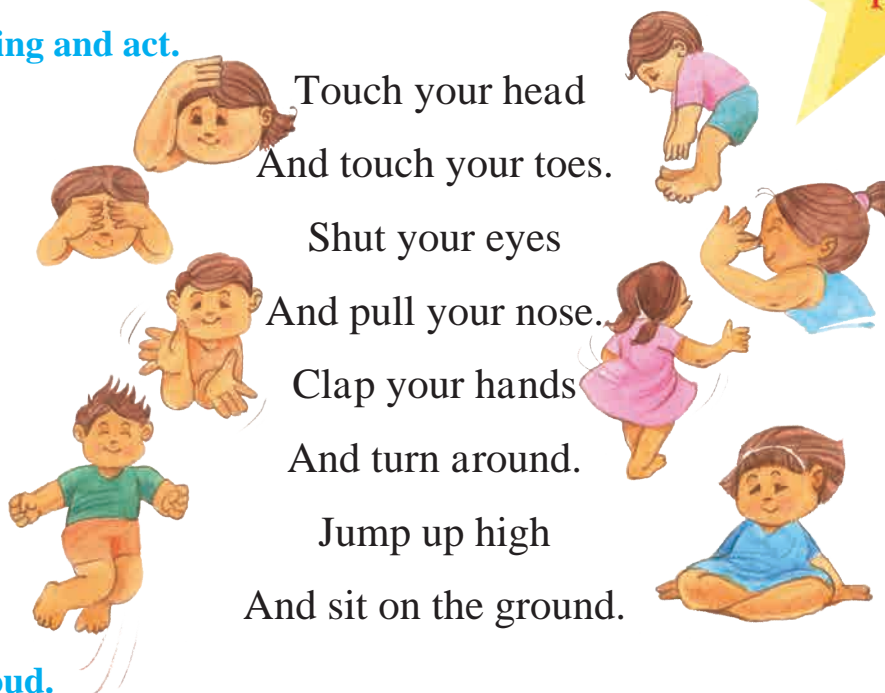 ing and act.
Touch your head
And touch your toes.
Shut your eyes
And pull your nose.
Clap your hands
And turn around.
Jump up high
And sit on the ground.
oud.